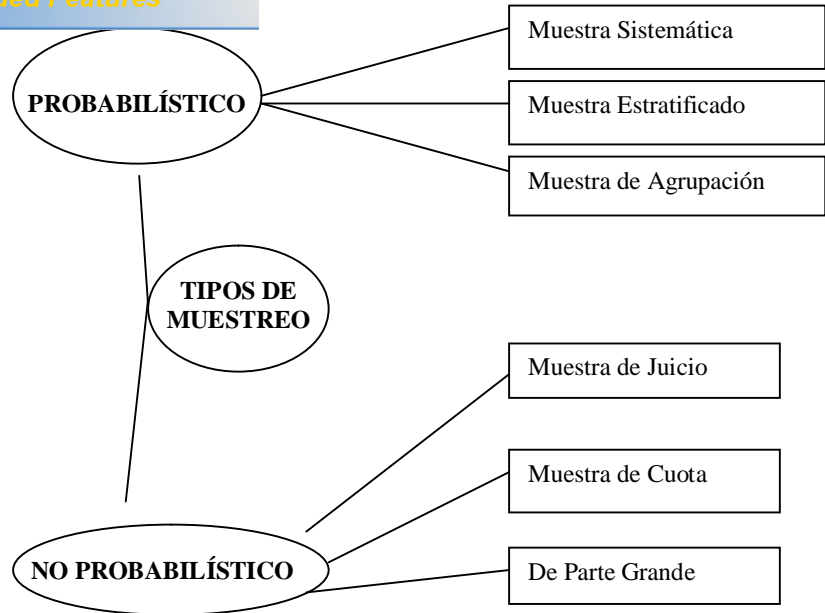 Features
Muestra Sistemática
PROBABILÍSTICO
Muestra Estratificado
Muestra de Agrupación
TIPOS DE
MUESTREO
Muestra de Juicio
Muestra de Cuota
NO PROBABILÍSTICO
De Parte Grande